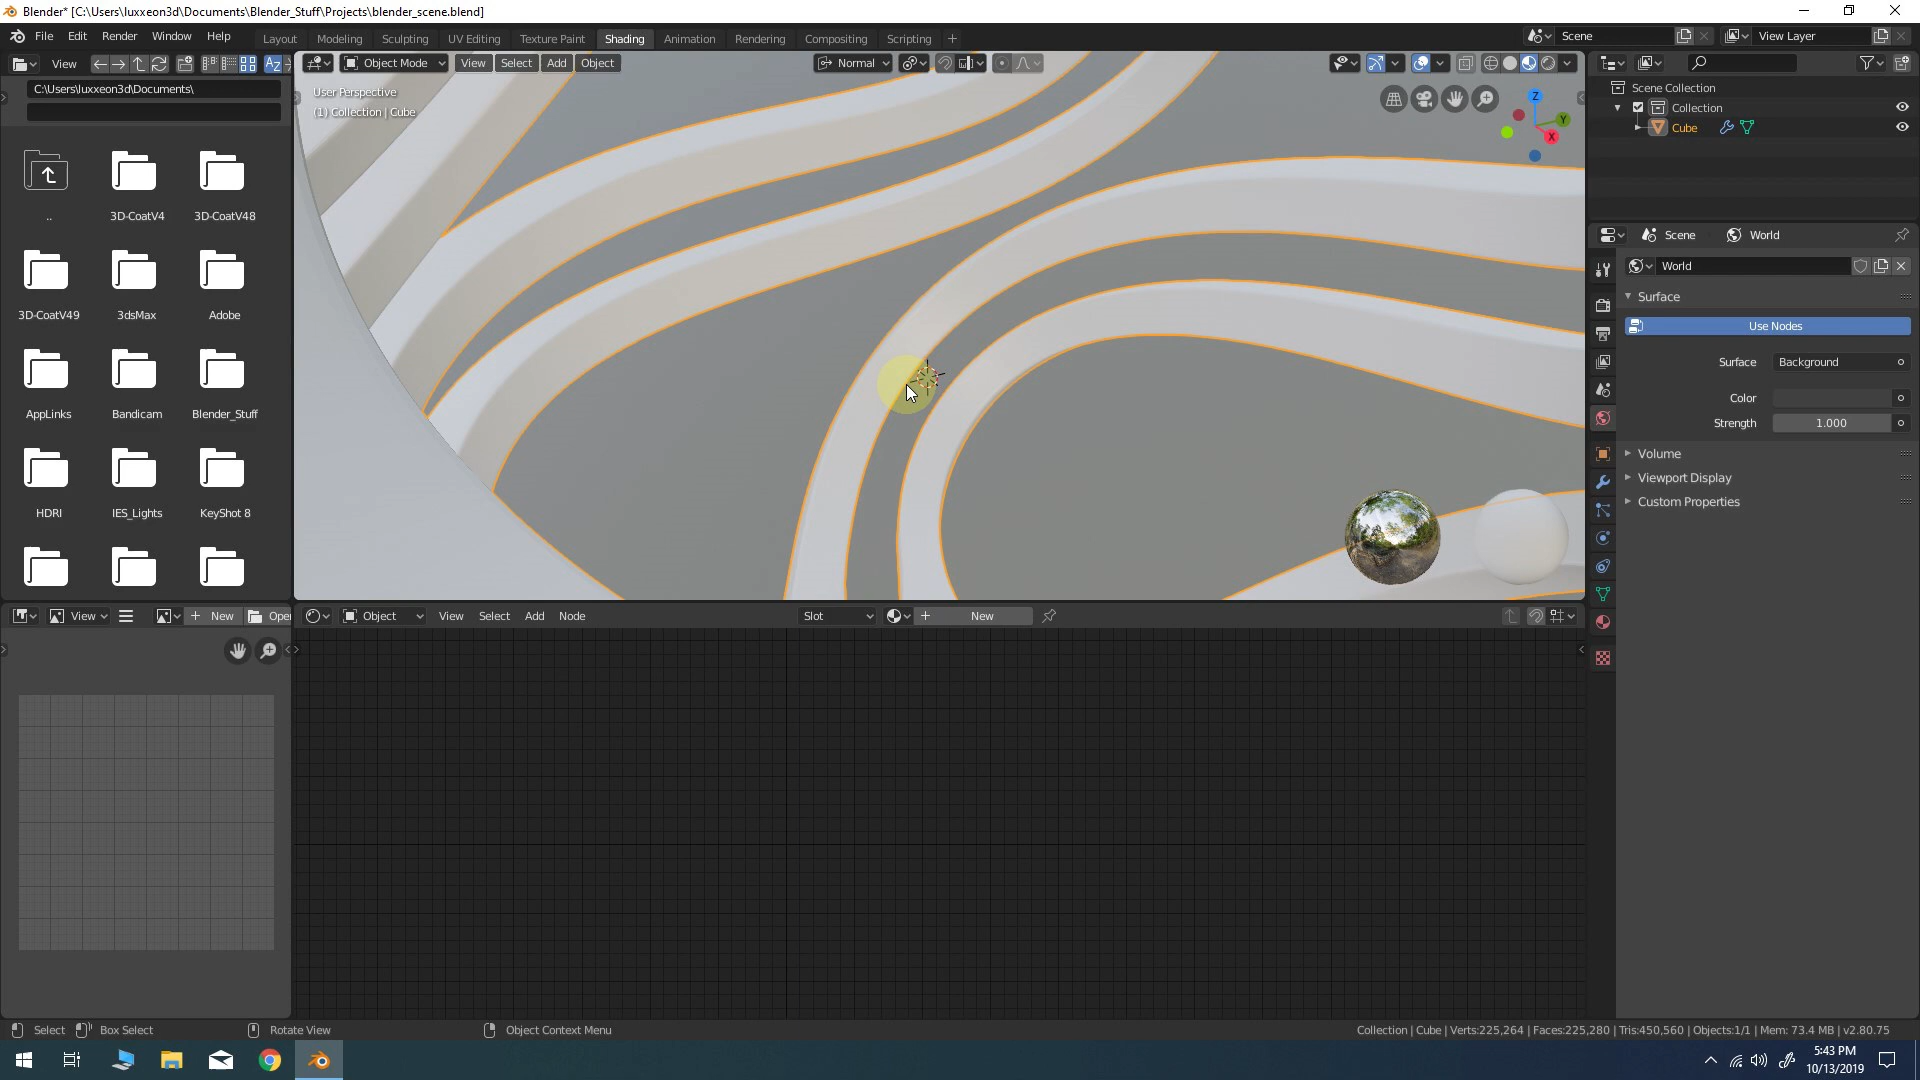 Blender* [C:\Users\luxxeon3d\Documents\Blender_Stuff\Projects\blender_scene.blend]
File Edit Render Window Help Layout Modeling Sculpting UV Editing Texture Paint Shading Animation Rendering Compositing Scripting + Scene View Layer
View Az Object Mode View Select Add Object Normal
C:\Users\luxxeon3d\Documents\
User Perspective
(1) Collection | Cube
Z
Y
X
Scene Collection
Collection
Cube
.. 3D-CoatV4 3D-CoatV48
3D-CoatV49 3dsMax Adobe
AppLinks Bandicam Blender_Stuff
HDRI IES_Lights KeyShot 8
Scene World
World
Surface
Use Nodes
Surface Background
Color
Strength 1.000
Volume
Viewport Display
Custom Properties
View + New Open
Object View Select Add Node Slot + New
Select Box Select Rotate View Object Context Menu
Collection | Cube | Verts:225,264 | Faces:225,280 | Tris:450,560 | Objects:1/1 | Mem: 73.4 MB | v2.80.75
5:43 PM
10/13/2019